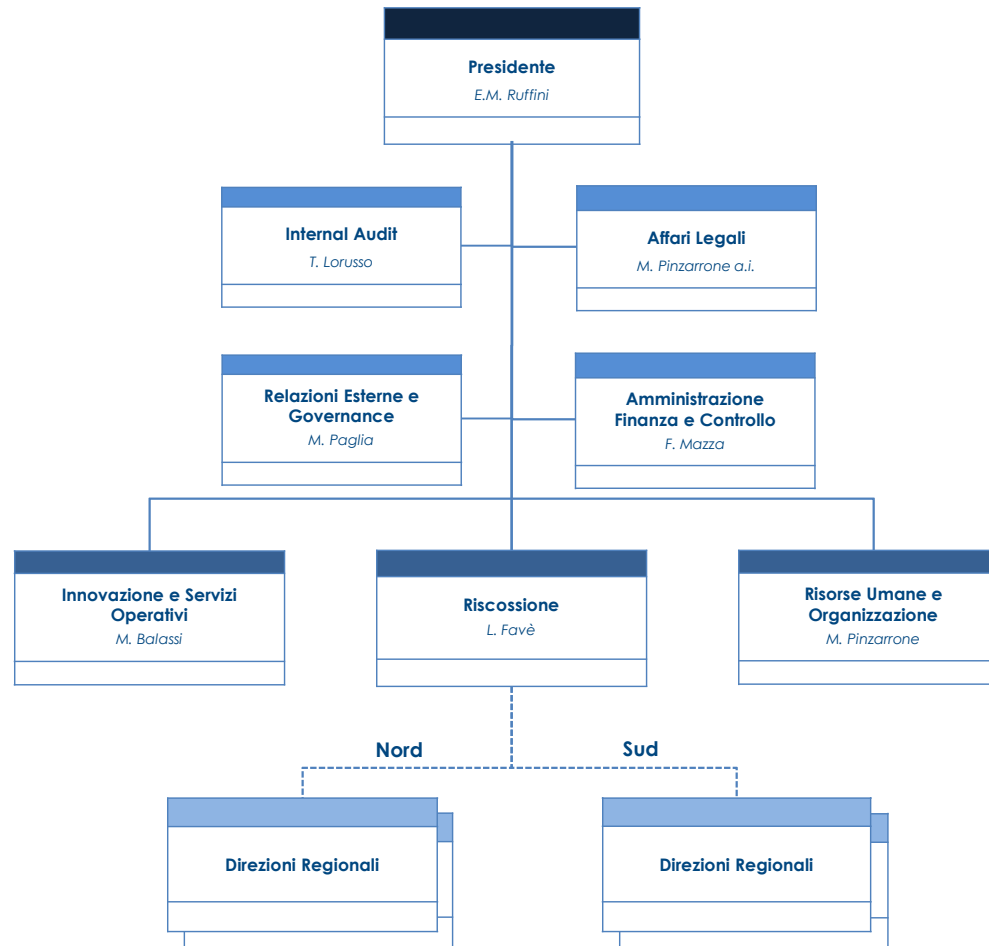 Presidente
E.M. Ruffini
Internal Audit
T. Lorusso
Affari Legali
M. Pinzarrone a.i.
Relazioni Esterne e
Governance
M. Paglia
Amministrazione
Finanza e Controllo
F. Mazza
Innovazione e Servizi
Operativi
M. Balassi
Riscossione
L. Favè
Risorse Umane e
Organizzazione
M. Pinzarrone
Nord
Sud
Direzioni Regionali
Direzioni Regionali